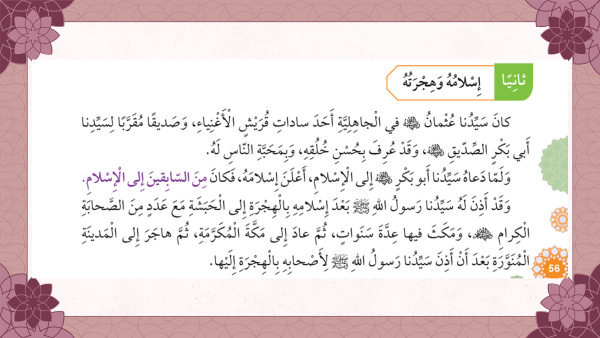 ثانِيًا
إِسْلامُهُ وَهِجْرَتُهُ
كانَ سَيِّدُنا عُثْمانُ ﵁ في الْجاهِلِيَّةِ أَحَدَ ساداتِ قُرَيْشٍ الْأَغْنِياءِ، وَصَديقًا مُقَرَّبًا لِسَيِّدِنا
أَبي بَكْرٍ الصِّدّيقِ ﵁، وَقَدْ عُرِفَ بِحُسْنِ خُلُقِهِ، وَبِمَحَبَّةِ النّاسِ لَهُ.
وَلَمّا دَعاهُ سَيِّدُنا أَبو بَكْرٍ ﵁ إِلى الْإِسْلامِ، أَعْلَنَ إِسْلامَهُ، فَكانَ مِنَ السّابِقينَ إِلى الْإِسْلامِ.
وَقَدْ أَذِنَ لَهُ سَيِّدُنا رَسولُ اللهِ ﷺ بَعْدَ إِسْلامِهِ بِالْهِجْرَةِ إِلى الْحَبَشَةِ مَعَ عَدَدٍ مِنَ الصَّحابَةِ
الْكِرامِ ﵃، وَمَكَثَ فيها عِدَّةَ سَنَواتٍ، ثُمَّ عادَ إِلى مَكَّةَ الْمُكَرَّمَةِ، ثُمَّ هاجَرَ إِلى الْمَدينَةِ
الْمُنَوَّرَةِ بَعْدَ أَنْ أَذِنَ سَيِّدُنا رَسولُ اللهِ ﷺ لِأَصْحابِهِ بِالْهِجْرَةِ إِلَيْها.
56